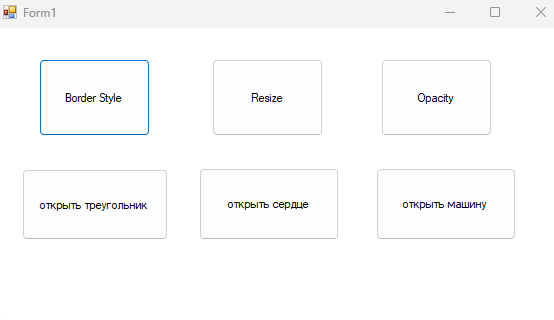 Form1
Border Style
Resize
Opacity
открыть треугольник
открыть сердце
открыть машину